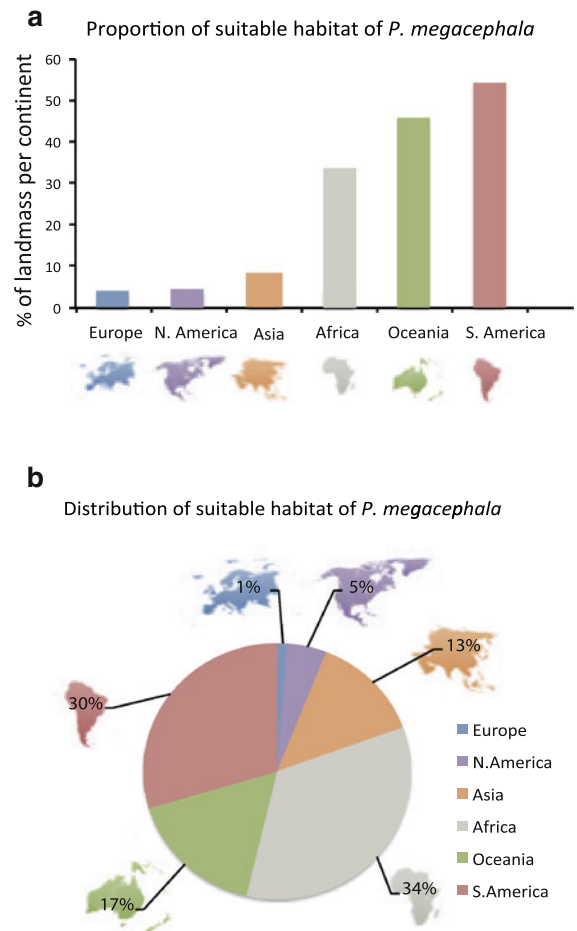 a
Proportion of suitable habitat of P. megacephala
% of landmass per continent
60
50
40
30
20
10
0
Europe N. America Asia Africa Oceania S. America
b
Distribution of suitable habitat of P. megacephala
1% 5%
13%
30%
34%
17%
Europe
N.America
Asia
Africa
Oceania
S.America